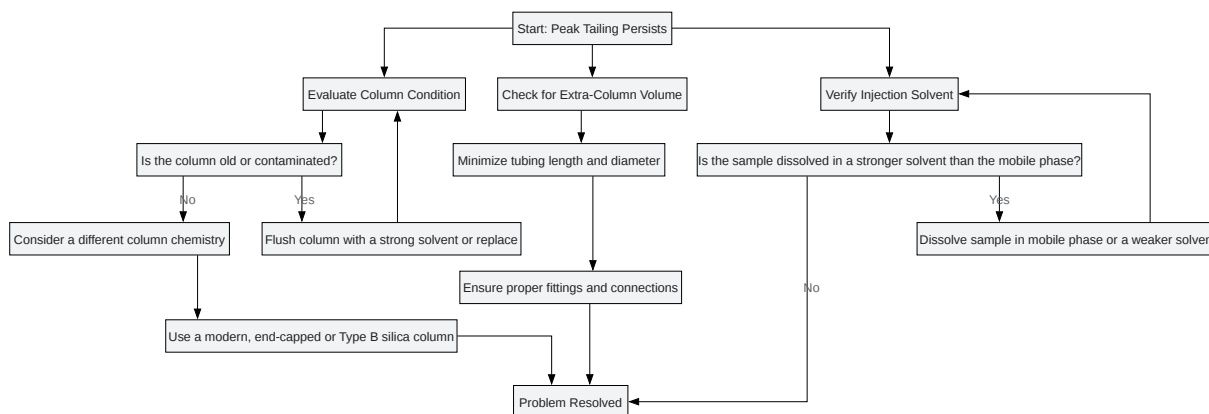 Start: Peak Tailing Persists
Evaluate Column Condition
Check for Extra-Column Volume
Verify Injection Solvent
Is the column old or contaminated?
Minimize tubing length and diameter
Is the sample dissolved in a stronger solvent than the mobile phase?
No
Yes
Yes
Consider a different column chemistry
Flush column with a strong solvent or replace
Dissolve sample in mobile phase or a weaker solven
Ensure proper fittings and connections
No
Use a modern, end-capped or Type B silica column
Problem Resolved